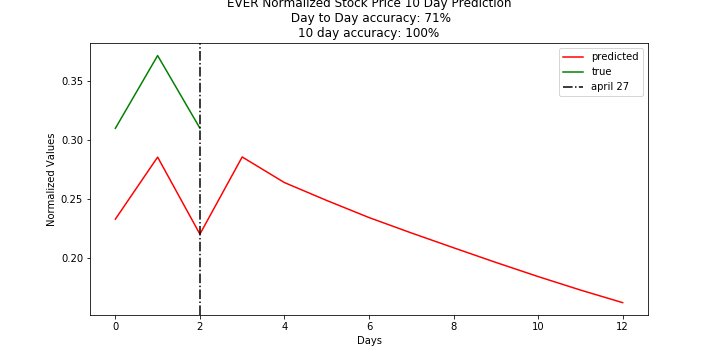 EVER Normalized Stock Price 10 Day Prediction
Day to Day accuracy: 71%
10 day accuracy: 100%
predicted
true
april 27
0.35
0.30
0.25
0.20
Normalized Values
0 2 4 6 8 10 12
Days